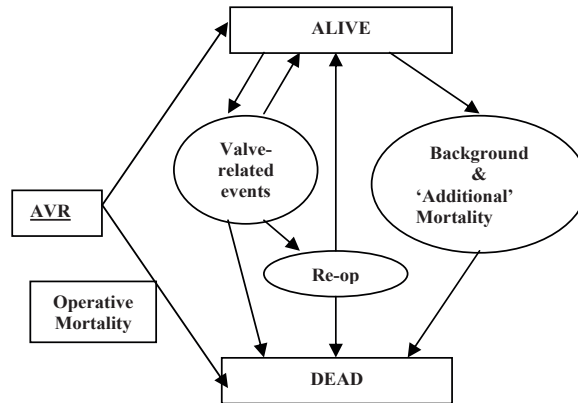 ALIVE
Valve-
related
events
Background
&
‘Additional’
Mortality
AVR
Re-op
Operative
Mortality
DEAD